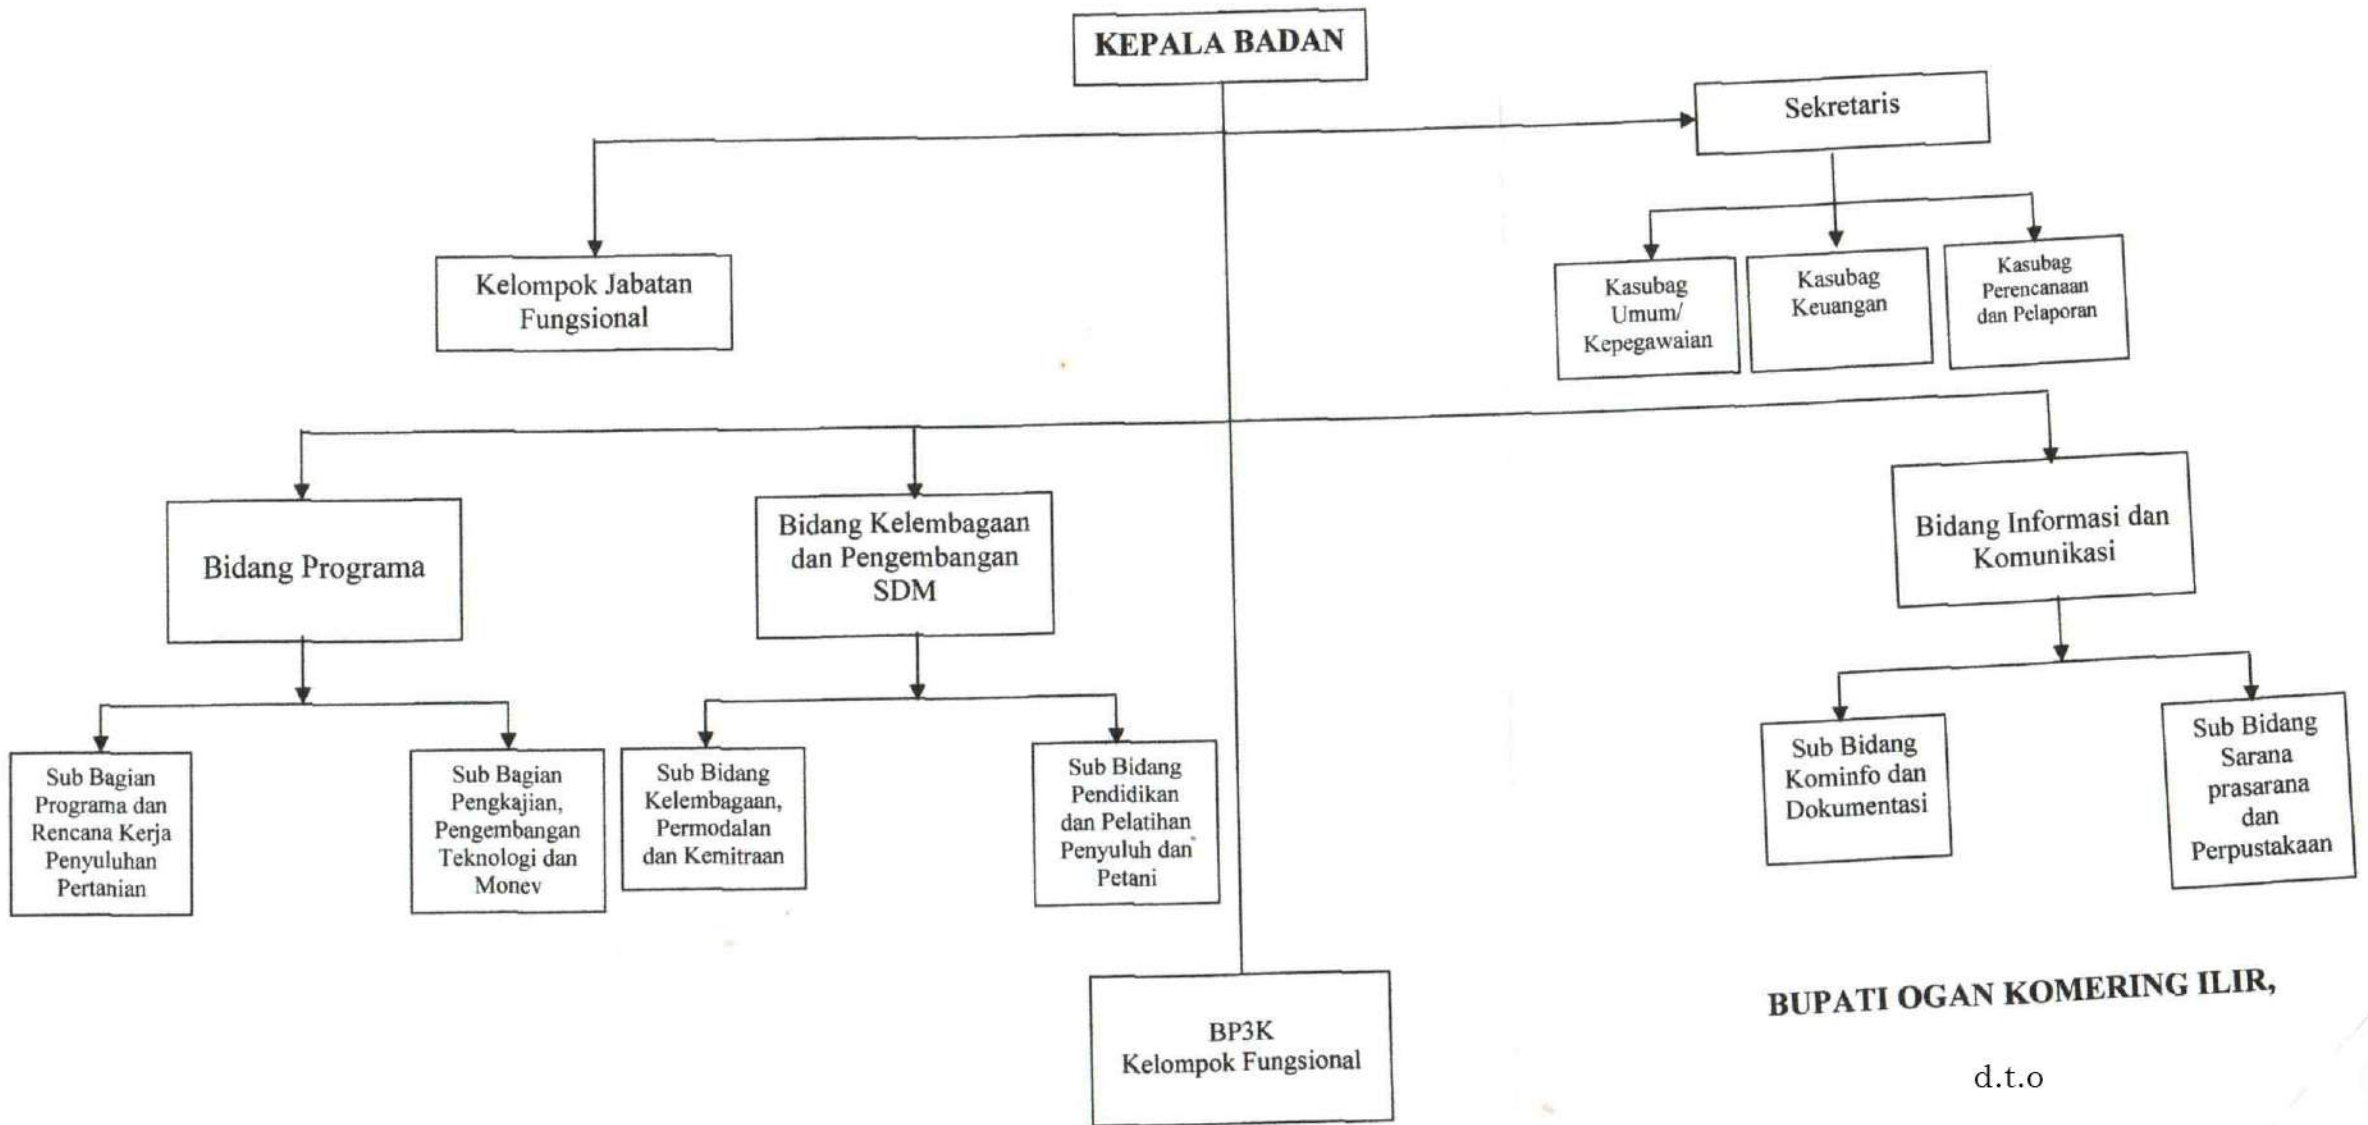 KEPALA BADAN
Sekretaris
Kelompok Jabatan
Fungsional
Kasubag
Umum/
Kepegawaian
Kasubag
Keuangan
Kasubag
Perencanaan
dan Pelaporan
Bidang Programa
Bidang Kelembagaan
dan Pengembangan
SDM
Bidang Informasi dan
Komunikasi
Sub Bagian
Programa dan
Rencana Kerja
Penyuluhan
Pertanian
Sub Bagian
Pengkajian,
Pengembangan
Teknologi dan
Monev
Sub Bidang
Kelembagaan,
Permodalan
dan Kemitraan
Sub Bidang
Pendidikan
dan Pelatihan
Penyuluh dan
Petani
Sub Bidang
Kominfo dan
Dokumentasi
Sub Bidang
Sarana
prasarana
dan
Perpustakaan
BP3K
Kelompok Fungsional
BUPATI OGAN KOMERING ILIR,
d.t.o